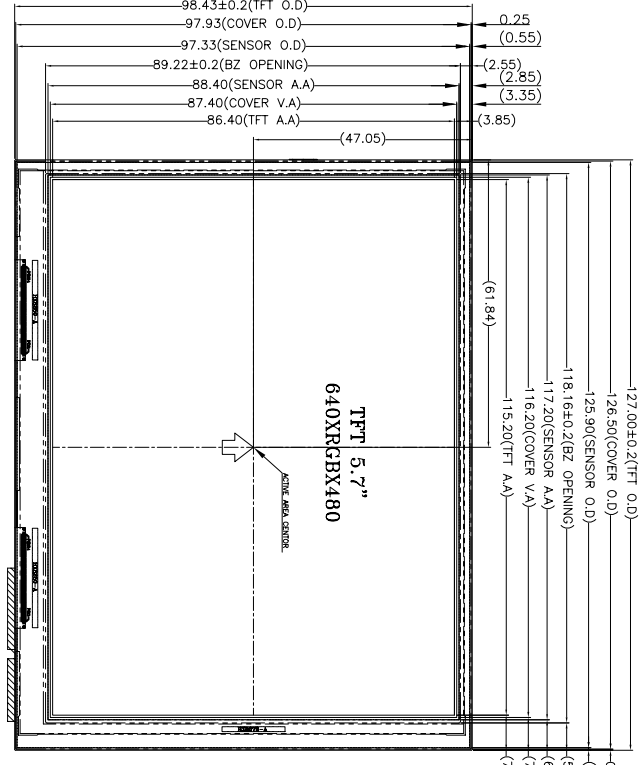 98.43±0.2(TFT O.D)
97.93(COVER O.D)
0.25
97.33(SENSOR O.D)
(0.55)
89.22±0.2(BZ OPENING)
(2.55)
88.40(SENSOR A.A)
(2.85)
87.40(COVER V.A)
(3.35)
86.40(TFT A.A)
(3.85)
(47.05)
(61.84)
127.00±0.2(TFT O.D)
126.50(COVER O.D)
125.90(SENSOR O.D)
118.16±0.2(BZ OPENING)
117.20(SENSOR A.A)
116.20(COVER V.A)
115.20(TFT A.A)
TFT 5.7"
640XRGBX480
ACTIVE AREA CENTOR